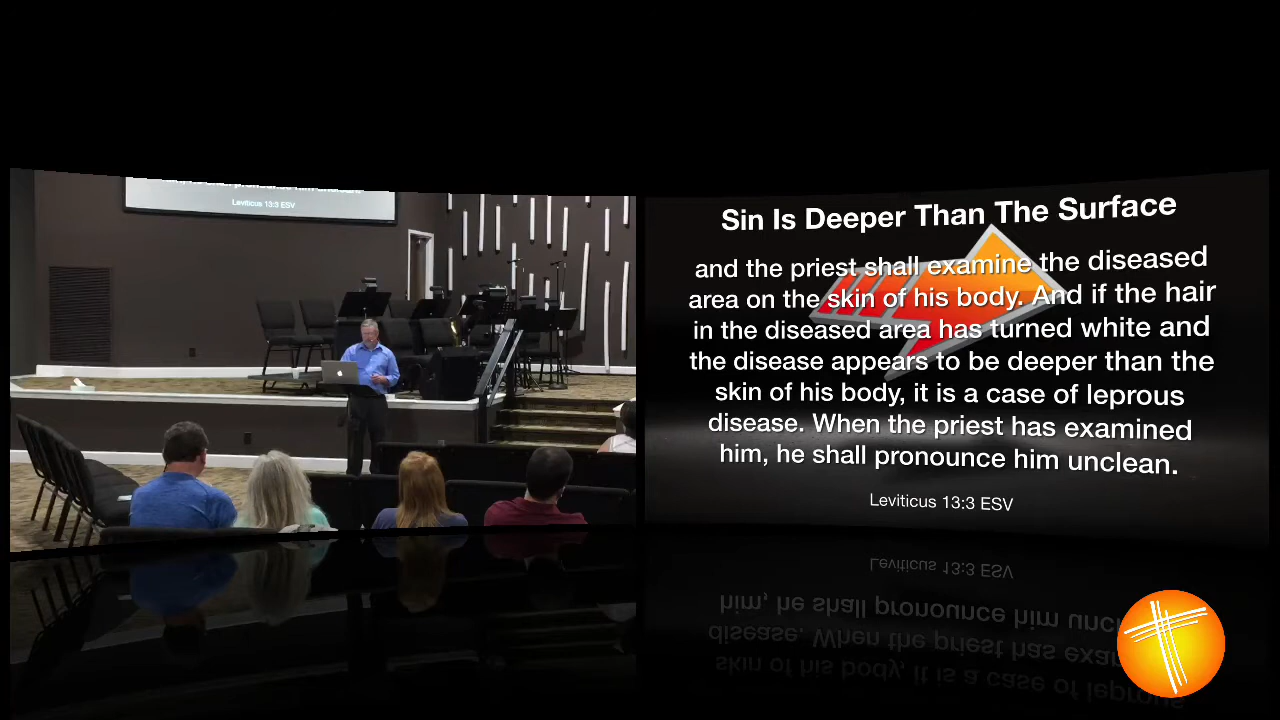 Leviticus 13:3 ESV
Sin Is Deeper Than The Surface
and the priest shall examine the diseased
area on the skin of his body. And if the hair
in the diseased area has turned white and
the disease appears to be deeper than the
skin of his body, it is a case of leprous
disease. When the priest has examined
him, he shall pronounce him unclean.
Leviticus 13:3 ESV